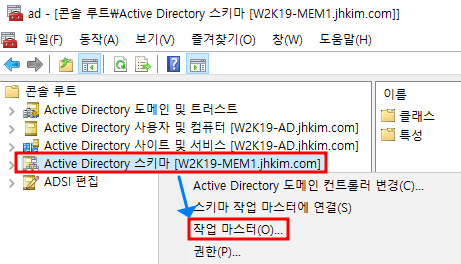 ad - [콘솔 루트₩Active Directory 스키마 [W2K19-MEM1.jhkim.com]]
파일(F) 동작(A) 보기(V) 즐겨찾기(O) 창(W) 도움말(H)
콘솔 루트
Active Directory 도메인 및 트러스트
Active Directory 사용자 및 컴퓨터 [W2K19-AD.jhkim.com]
Active Directory 사이트 및 서비스 [W2K19-AD.jhkim.com]
Active Directory 스키마 [W2K19-MEM1.jhkim.com]
ADSI 편집
이름
클래스
특성
Active Directory 도메인 컨트롤러 변경(C)...
스키마 작업 마스터에 연결(S)
작업 마스터(O)...
권한(P)...